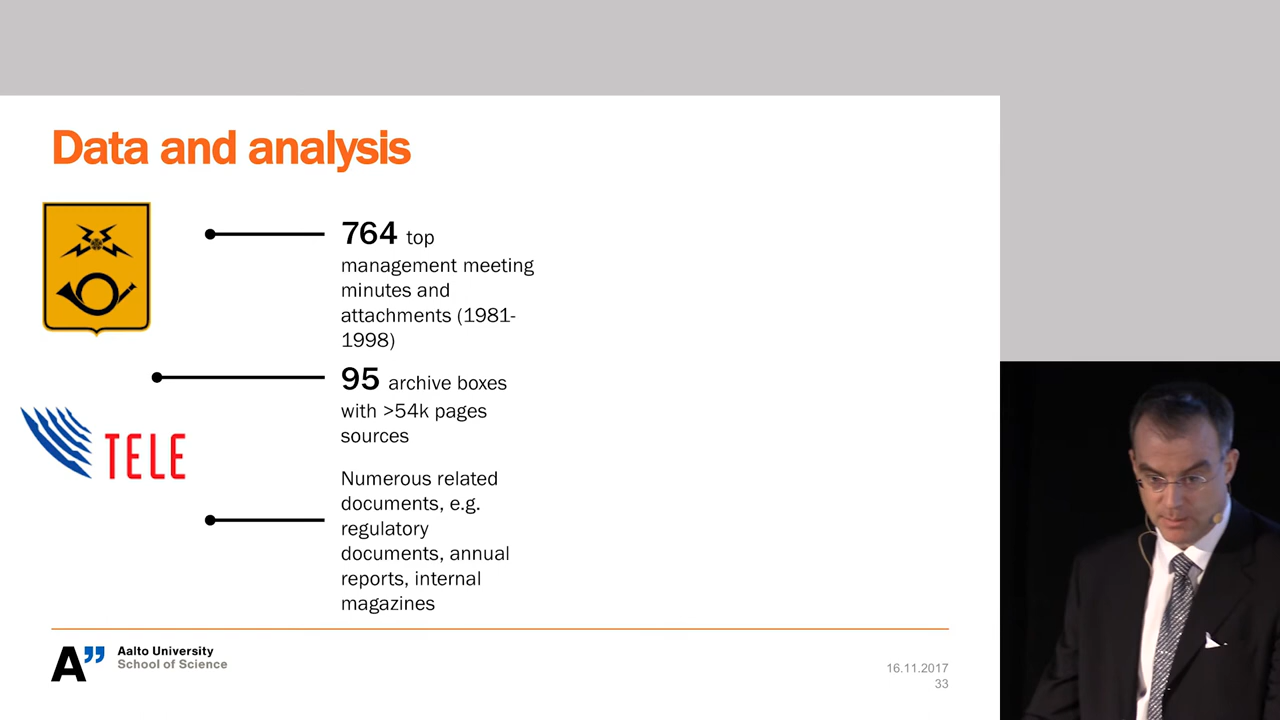 Data and analysis
764 top
management meeting
minutes and
attachments (1981-
1998)
95 archive boxes
with >54k pages
sources
TELE
Numerous related
documents, e.g.
regulatory
documents, annual
reports, internal
magazines
A”
Aalto University
School of Science
16.11.2017
33